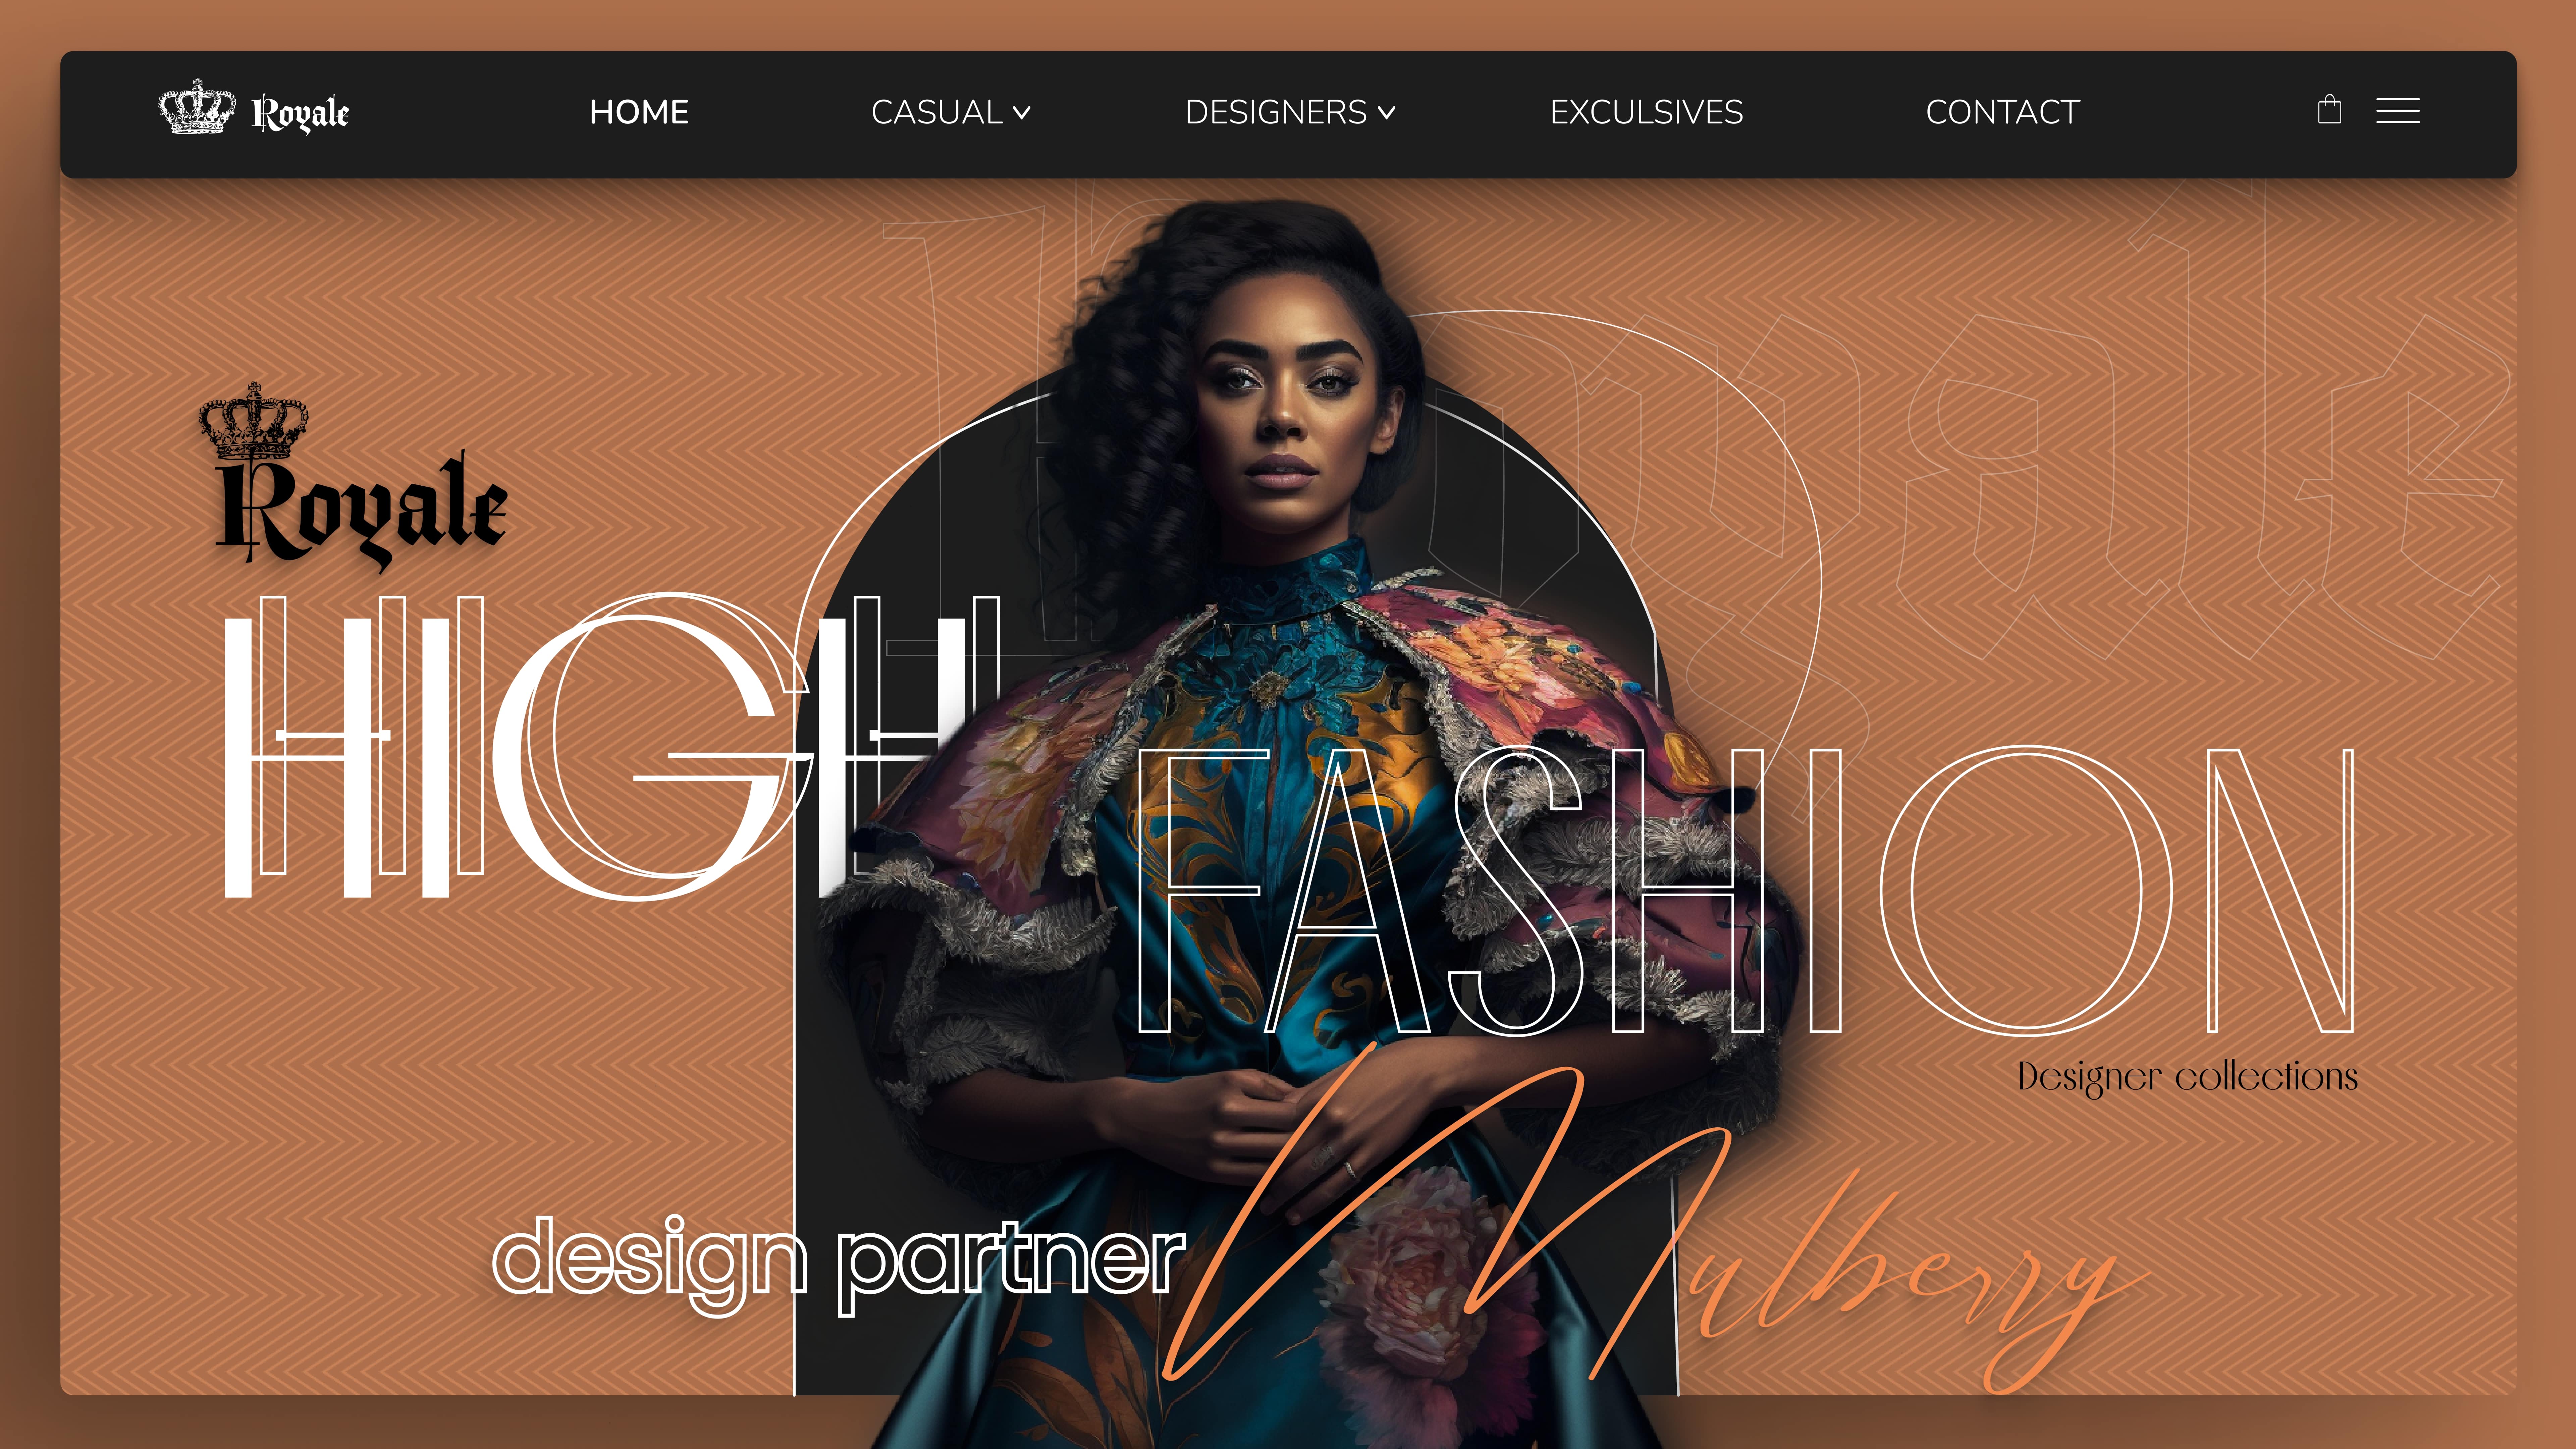 Royale
HOME CASUAL DESIGNERS EXCULSIVES CONTACT
Royale
Royale
HIGH
FASHION
Designer collections
design partner Mulberry